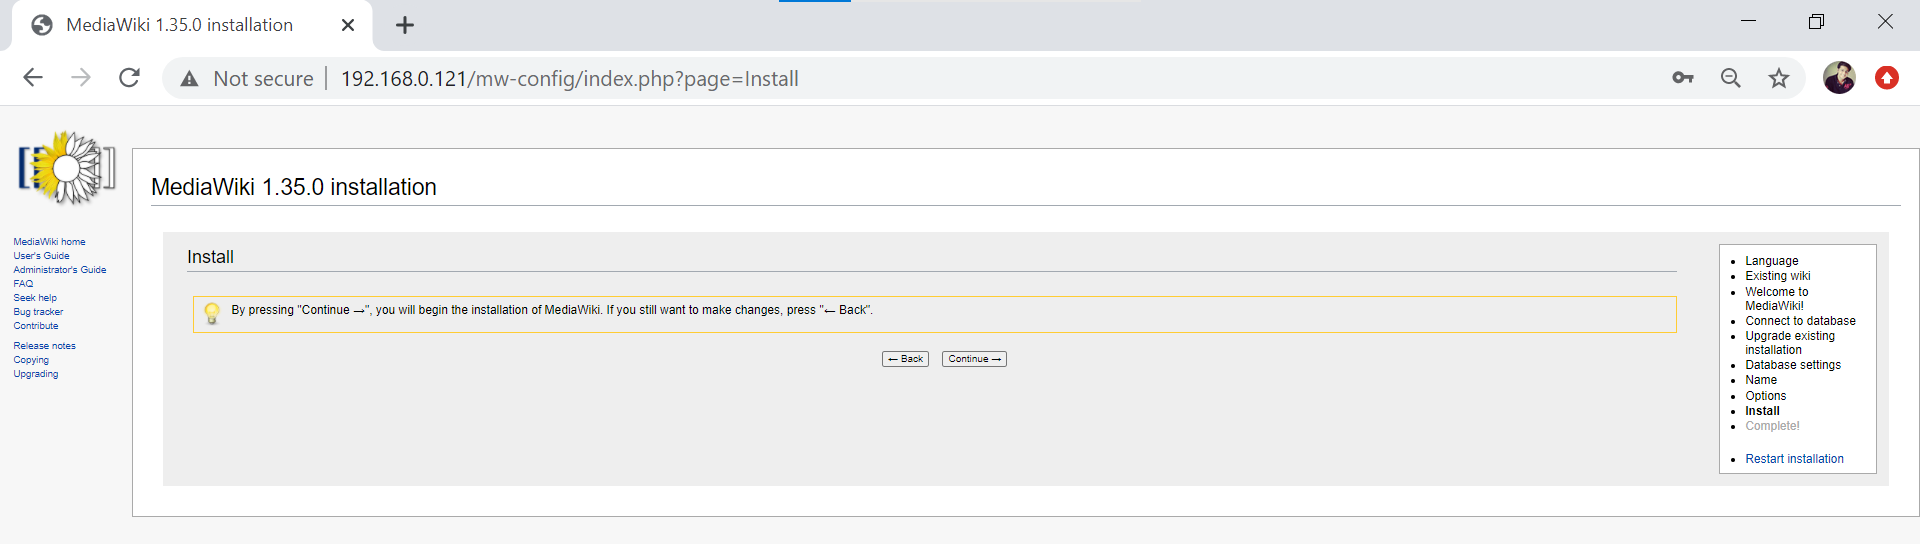 MediaWiki 1.35.0 installation
Not secure
192.168.0.121/mw-config/index.php?page=Install
MediaWiki home
User's Guide
Administrator's Guide
FAQ
Seek help
Bug tracker
Contribute
Release notes
Copying
Upgrading
MediaWiki 1.35.0 installation
Install
By pressing "Continue →", you will begin the installation of MediaWiki. If you still want to make changes, press "← Back".
← Back
Continue →
Language
Existing wiki
Welcome to
MediaWiki!
Connect to database
Upgrade existing
installation
Database settings
Name
Options
Install
Complete!
Restart installation